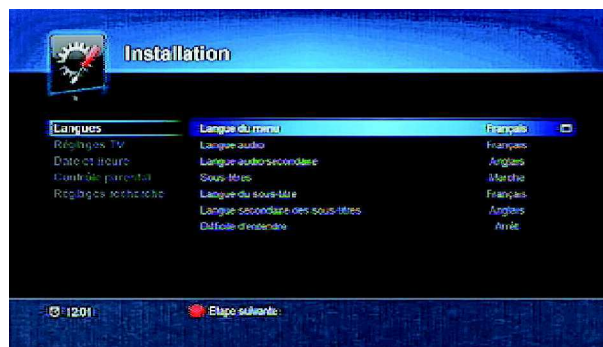 Installation
Langues
Réglages TV
Date et heure
Contrôle parental
Réglages recherche
Langue du menu Français
Langue audio Français
Langue audio secondaire Anglais
Sous-titres Marche
Langue du sous-titre Français
Langue secondaire des sous-titres Anglais
Difficile d'entendre Arrêt
12:01 Etape suivante